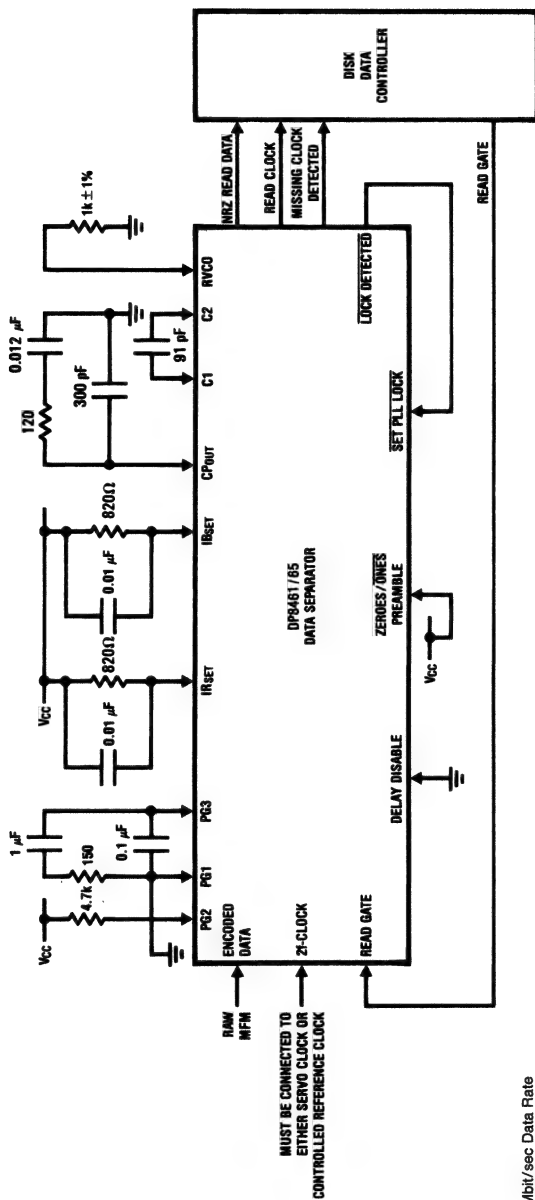 DISK
DATA
CONTROLLER
NRZ READ DATA
READ CLOCK
MISSING CLOCK
DETECTED
READ GATE
1k ± 1%
RVCO
0.012 µF
120
300 pF
C2
91 pF
C1
CPOUT
820Ω
0.01 µF
IBSET
VCC
820Ω
0.01 µF
IRSET
1 µF
PG3
0.1 µF
150
PG1
4.7k
VCC
PG2
LOCK DETECTED
SET PLL LOCK
DP8461/65
DATA SEPARATOR
ZEROES/ONES
PREAMBLE
VCC
DELAY DISABLE
ENCODED
DATA
2f-CLOCK
READ GATE
RAW
MFM
MUST BE CONNECTED TO
EITHER SERVO CLOCK OR
CONTROLLED REFERENCE CLOCK
Mbit/sec Data Rate